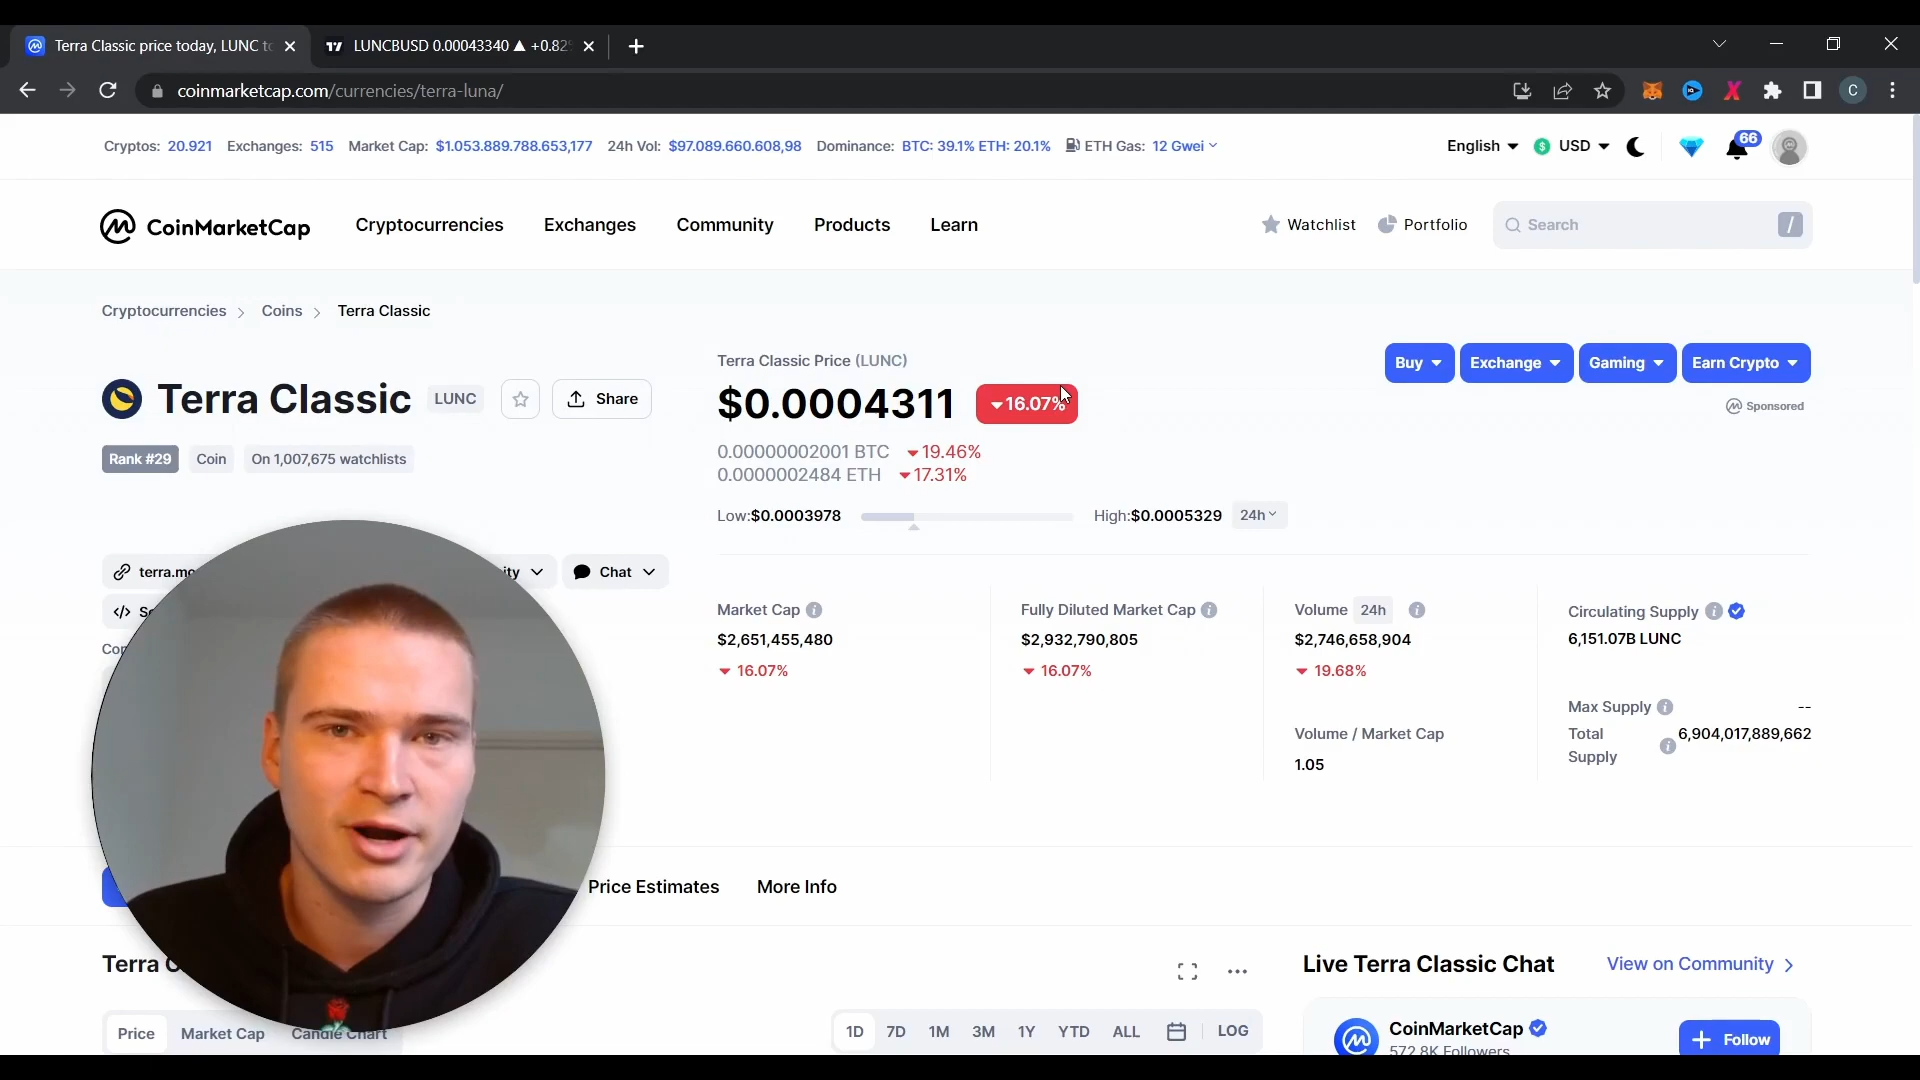 Terra Classic price today, LUNC to
LUNCBUSD 0.00043340 ▲ +0.82%
coinmarketcap.com/currencies/terra-luna/
C
Cryptos: 20.921 Exchanges: 515 Market Cap: $1.053.889.788.653,177 24h Vol: $97.089.660.608,98 Dominance: BTC: 39.1% ETH: 20.1% ETH Gas: 12 Gwei
English USD 66
CoinMarketCap Cryptocurrencies Exchanges Community Products Learn
Watchlist Portfolio Search /
Cryptocurrencies > Coins > Terra Classic
Terra Classic LUNC Share
Rank #29 Coin On 1,007,675 watchlists
Terra Classic Price (LUNC)
$0.0004311 16.07%
0.00000002001 BTC 19.46%
0.0000002484 ETH 17.31%
Low:$0.0003978 High:$0.0005329 24h
Buy Exchange Gaming Earn Crypto
Sponsored
Chat
Market Cap
$2,651,455,480
16.07%
Fully Diluted Market Cap
$2,932,790,805
16.07%
Volume 24h
$2,746,658,904
19.68%
Volume / Market Cap
1.05
Circulating Supply
6,151.07B LUNC
Max Supply --
Total Supply 6,904,017,889,662
Price Estimates More Info
Terra
Price Market Cap Candle Chart
1D 7D 1M 3M 1Y YTD ALL LOG
Live Terra Classic Chat View on Community >
CoinMarketCap
572.8K Followers
+ Follow